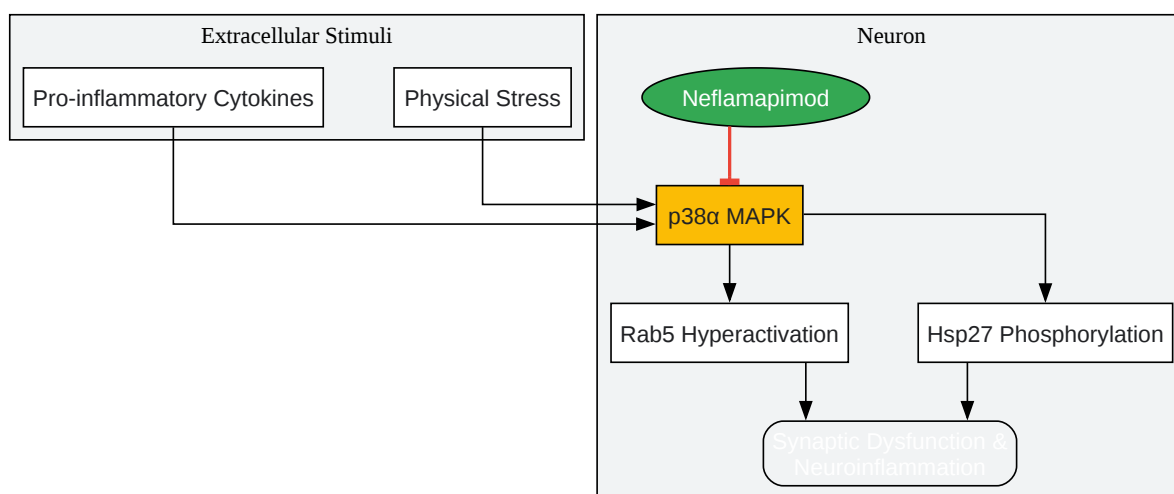 Extracellular Stimuli
Neuron
Pro-inflammatory Cytokines
Physical Stress
Neflamapimod
p38α MAPK
Rab5 Hyperactivation
Hsp27 Phosphorylation
Synaptic Dysfunction &
Neuroinflammation